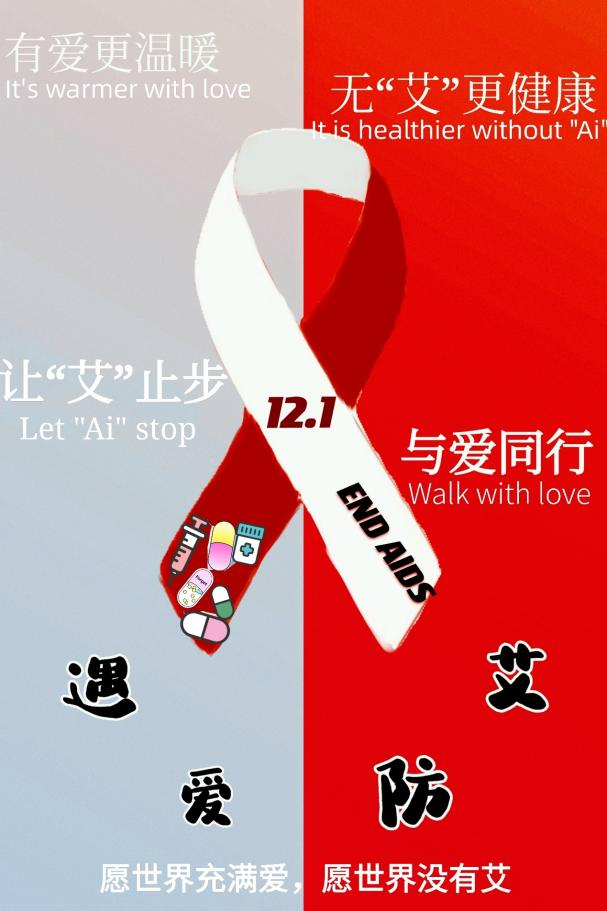 有爱更温暖
It's warmer with love
无“艾”更健康
It is healthier without "Ai"
让“艾”止步
Let "Ai" stop
12.1
与爱同行
Walk with love
END AIDS
Forget
遇
爱
艾
防
愿世界充满爱，愿世界没有艾